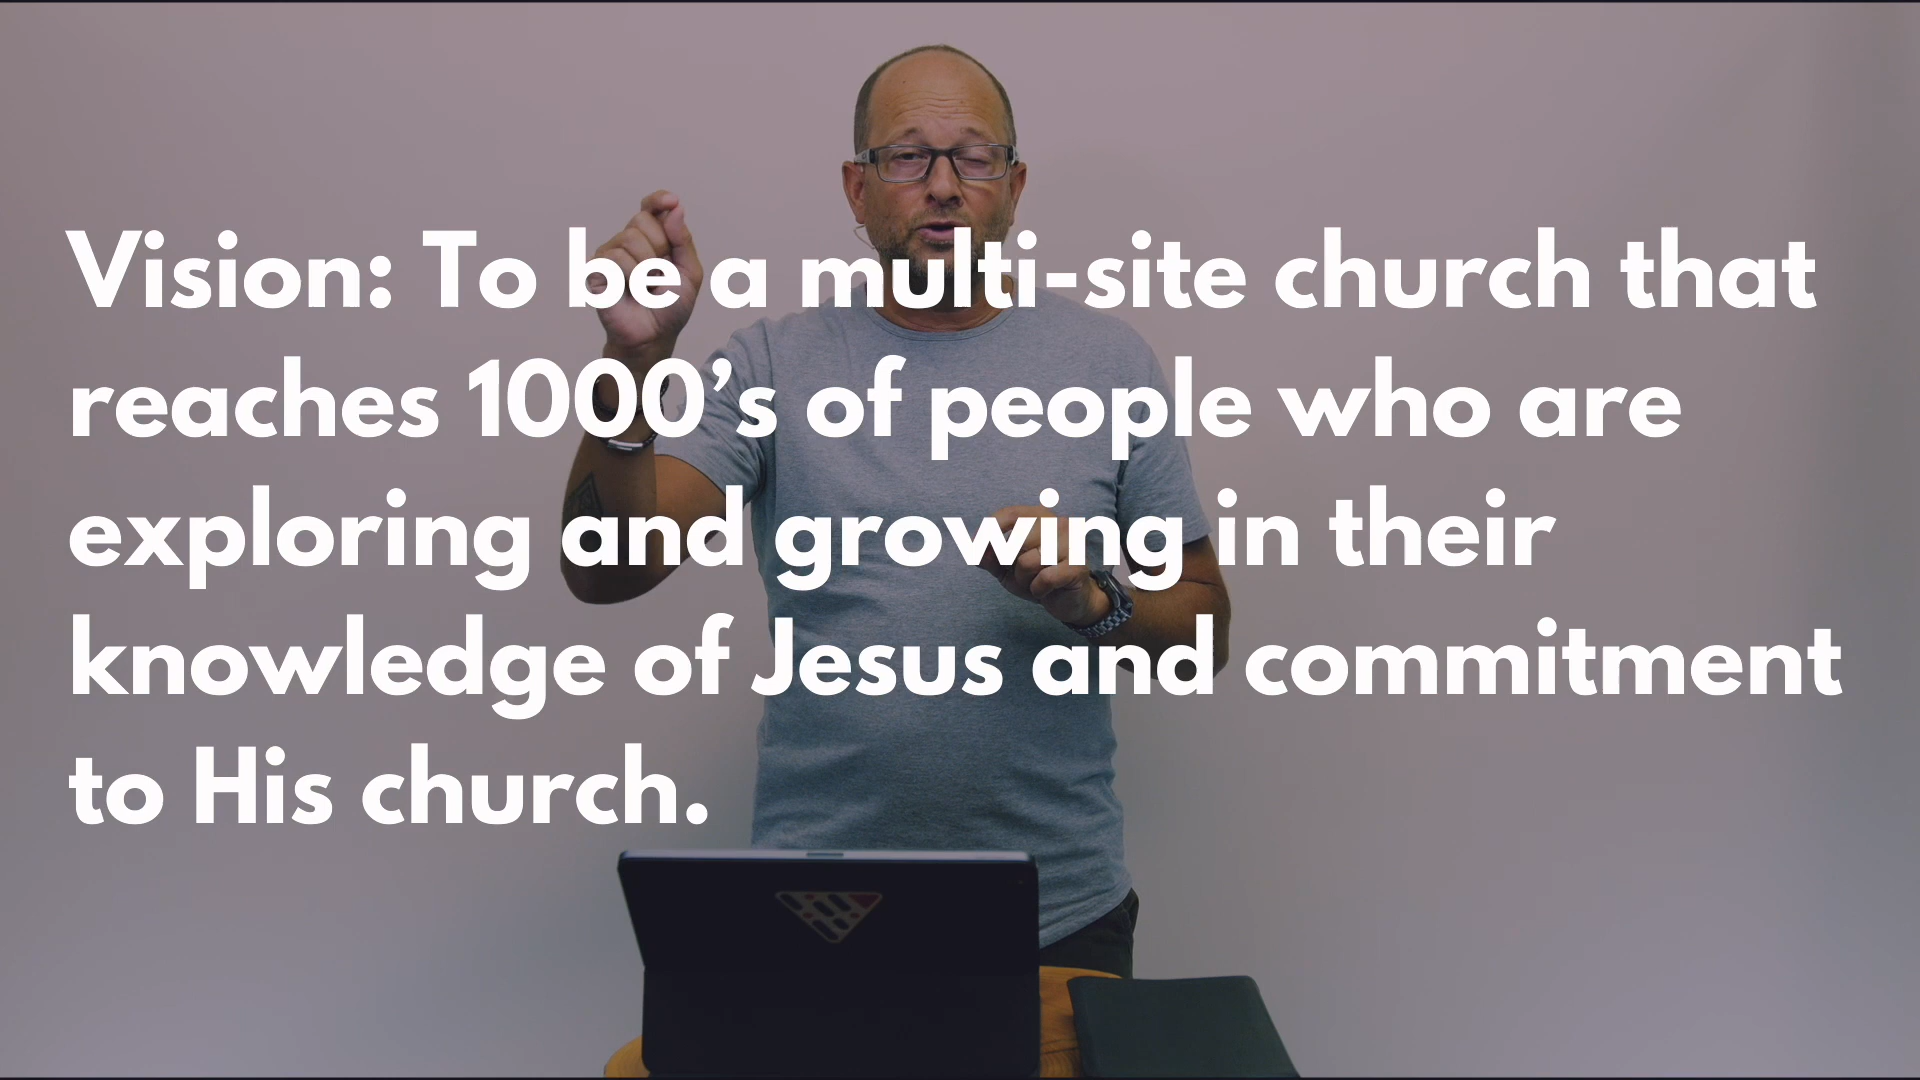 Vision: To be a multi-site church that
reaches 1000’s of people who are
exploring and growing in their
knowledge of Jesus and commitment
to His church.